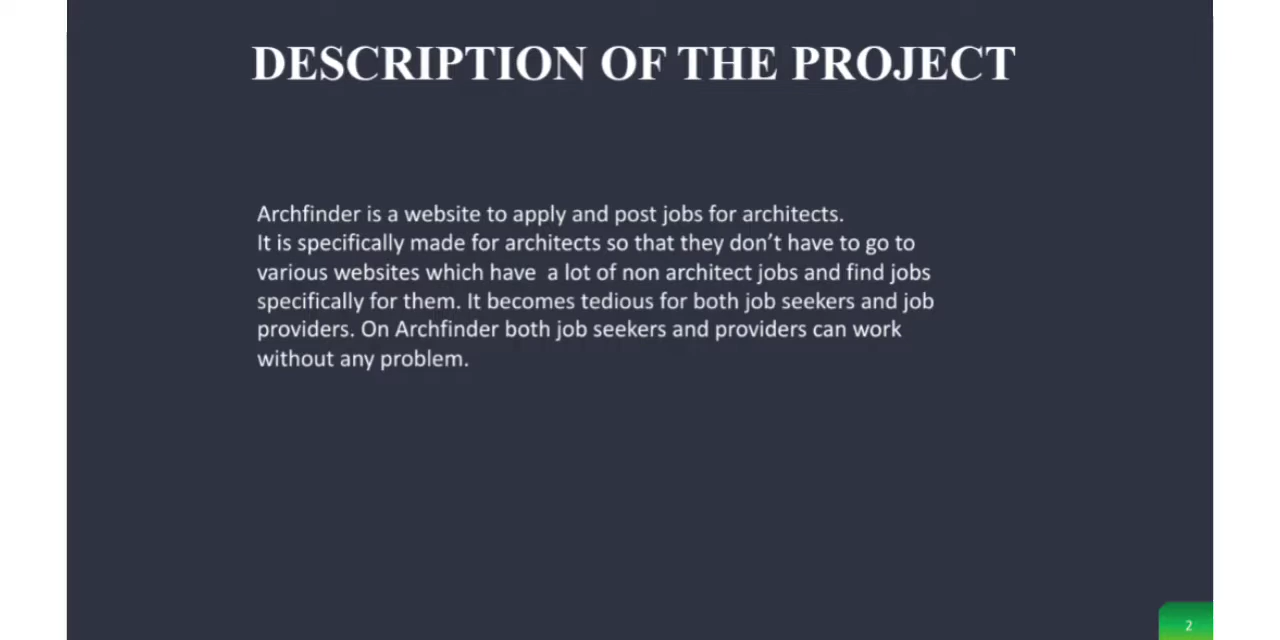 DESCRIPTION OF THE PROJECT
Archfinder is a website to apply and post jobs for architects.
It is specifically made for architects so that they don’t have to go to
various websites which have  a lot of non architect jobs and find jobs
specifically for them. It becomes tedious for both job seekers and job
providers. On Archfinder both job seekers and providers can work
without any problem.
2